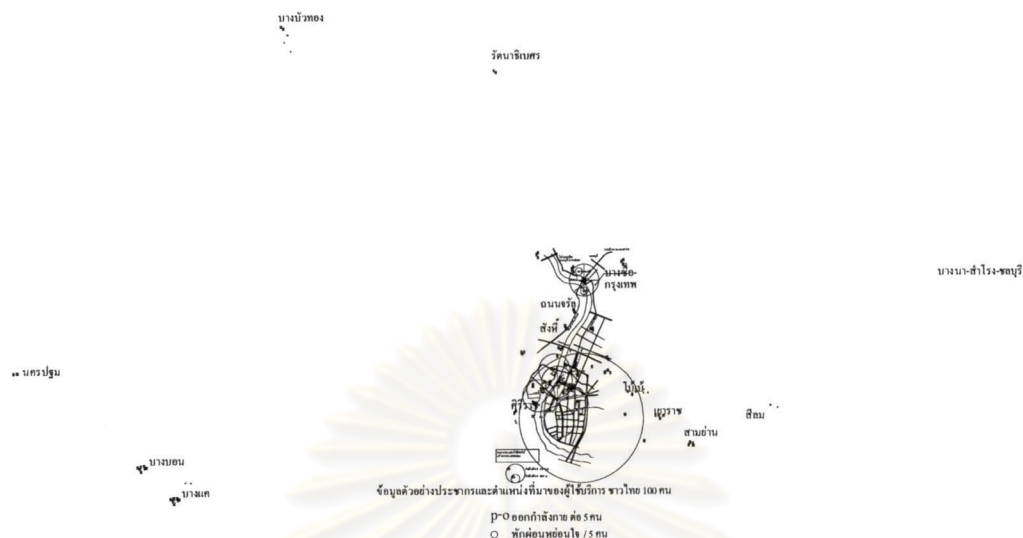 บางบัวทอง
รัตนาธิเบศร
บางซื่อ-
กรุงเทพ
บางนา-สำโรง-ชลบุรี
ถนนจรัญ
สังฮี้
นครปฐม
เยาวราช
สีลม
สามย่าน
บางบอน
บางแค
ข้อมูลตัวอย่างประชากรและตำแหน่งที่มาของผู้ใช้บริการ ชาวไทย 100 คน
p-o ออกกำลังกาย ต่อ 5 คน
O พักผ่อนหย่อนใจ / 5 คน